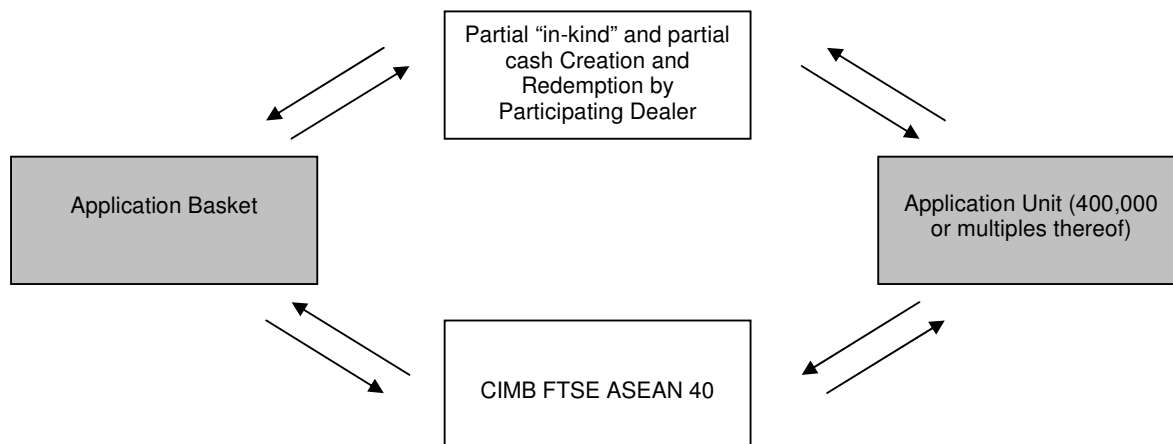 Partial “in-kind” and partial
cash Creation and
Redemption by
Participating Dealer
Application Basket
Application Unit (400,000
or multiples thereof)
CIMB FTSE ASEAN 40